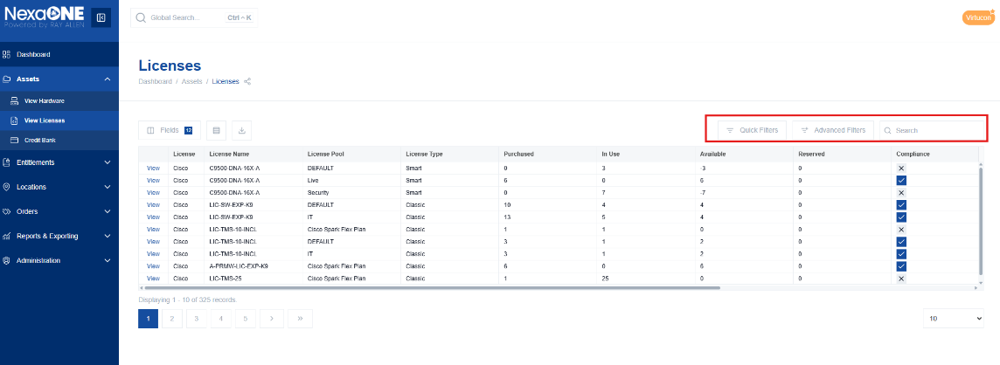 NexaONE
Powered by RAY ALLEN
Global Search... Ctrl + K
Virtucon
Dashboard
Assets
View Hardware
View Licenses
Credit Bank
Entitlements
Locations
Orders
Reports & Exporting
Administration
Licenses
Dashboard / Assets / Licenses
Fields 12
Quick Filters
Advanced Filters
Search
License License Name License Pool License Type Purchased In Use Available Reserved Compliance
View Cisco C9500-DNA-16X-A DEFAULT Smart 0 3 -3 0
View Cisco C9500-DNA-16X-A Live Smart 6 0 6 0
View Cisco C9500-DNA-16X-A Security Smart 0 7 -7 0
View Cisco LIC-SW-EXP-K9 DEFAULT Classic 10 4 4 0
View Cisco LIC-SW-EXP-K9 IT Classic 13 5 4 0
View Cisco LIC-TMS-10-INCL Cisco Spark Flex Plan Classic 1 1 0 0
View Cisco LIC-TMS-10-INCL DEFAULT Classic 3 1 2 0
View Cisco LIC-TMS-10-INCL IT Classic 3 1 2 0
View Cisco A-PRMW-LIC-EXP-K9 Cisco Spark Flex Plan Classic 6 0 6 0
View Cisco LIC-TMS-25 Cisco Spark Flex Plan Classic 1 25 0 0
Displaying 1 - 10 of 325 records
1 2 3 4 5 › »
10